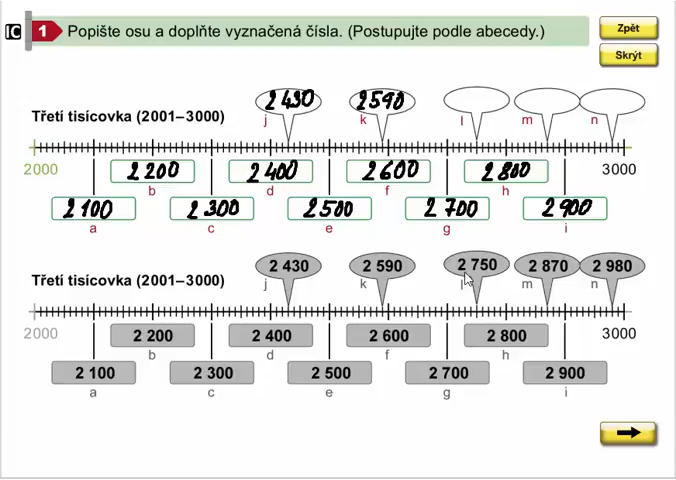 IC 1 Popište osu a doplňte vyznačená čísla. (Postupujte podle abecedy.) Zpět
Skrýt
Třetí tisícovka (2001–3000) 2 430 2 590
j k l m n
2000 2 200 2 400 2 600 2 800 3000
b d f h
2 100 2 300 2 500 2 700 2 900
a c e g i
Třetí tisícovka (2001–3000) 2 430 2 590 2 750 2 870 2 980
j k l m n
2000 2 200 2 400 2 600 2 800 3000
b d f h
2 100 2 300 2 500 2 700 2 900
a c e g i